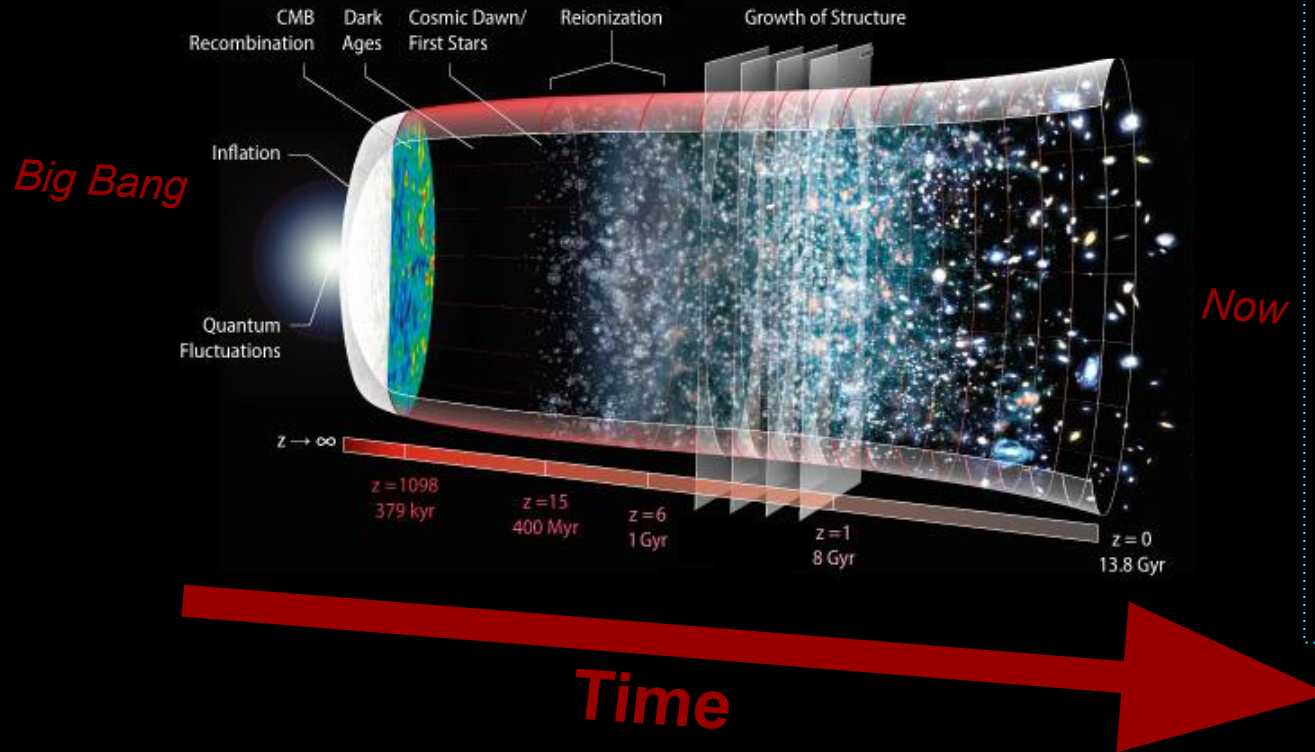 CMB
Recombination
Dark
Ages
Cosmic Dawn/
First Stars
Reionization
Growth of Structure
Inflation
Big Bang
Quantum
Fluctuations
Now
z → ∞
z = 1098
379 kyr
z =15
400 Myr
z =6
1 Gyr
z =1
8 Gyr
z = 0
13.8 Gyr
Time